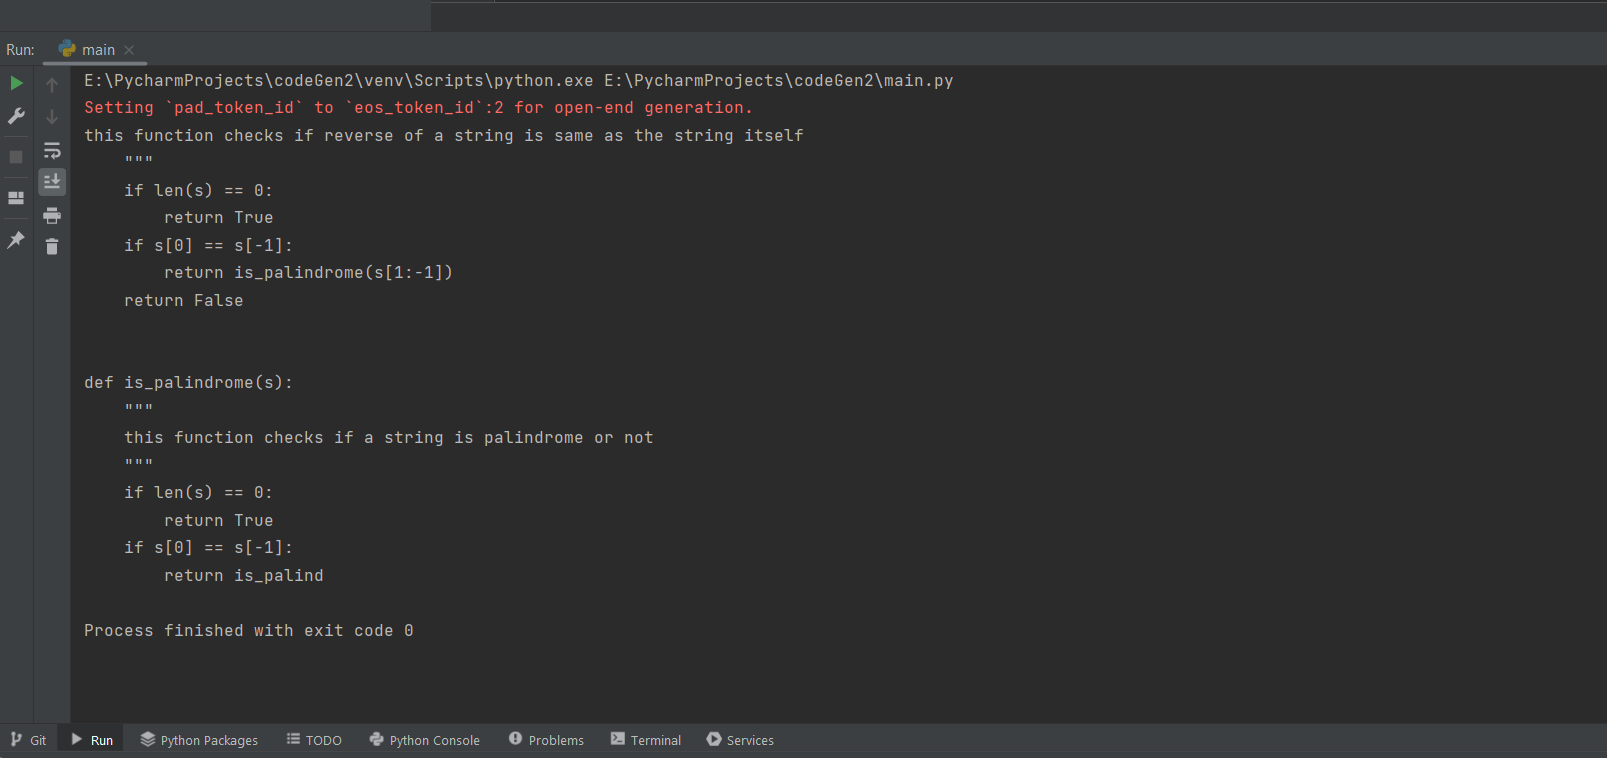 Run: main
E:\PycharmProjects\codeGen2\venv\Scripts\python.exe E:\PycharmProjects\codeGen2\main.py
Setting `pad_token_id` to `eos_token_id`:2 for open-end generation.
this function checks if reverse of a string is same as the string itself
    """
    if len(s) == 0:
        return True
    if s[0] == s[-1]:
        return is_palindrome(s[1:-1])
    return False
def is_palindrome(s):
    """
    this function checks if a string is palindrome or not
    """
    if len(s) == 0:
        return True
    if s[0] == s[-1]:
        return is_palind
Process finished with exit code 0
Git Run Python Packages TODO Python Console Problems Terminal Services